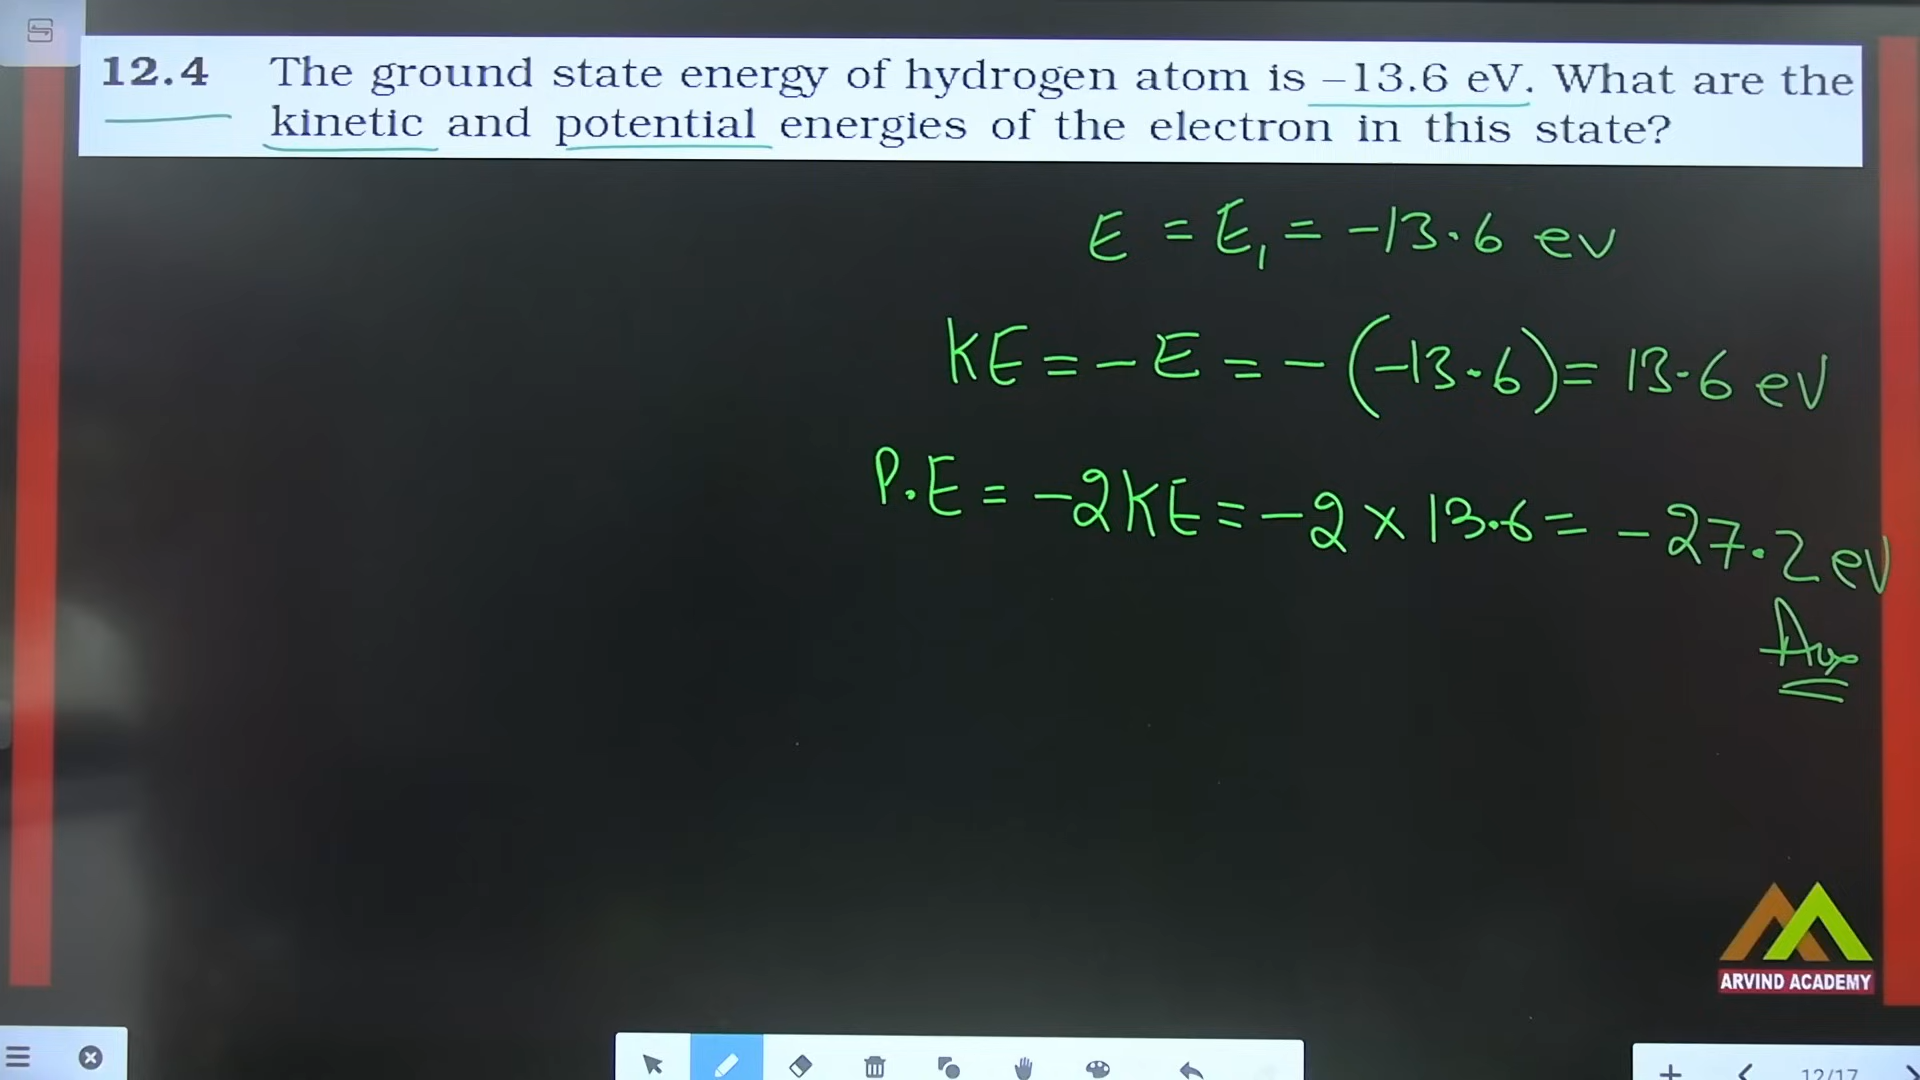 12.4 The ground state energy of hydrogen atom is –13.6 eV. What are the
kinetic and potential energies of the electron in this state?
E = E₁ = -13.6 ev
KE = -E = -(-13.6) = 13.6 eV
P.E = -2KE = -2 × 13.6 = -27.2 eV
Ans
ARVIND ACADEMY
12/17